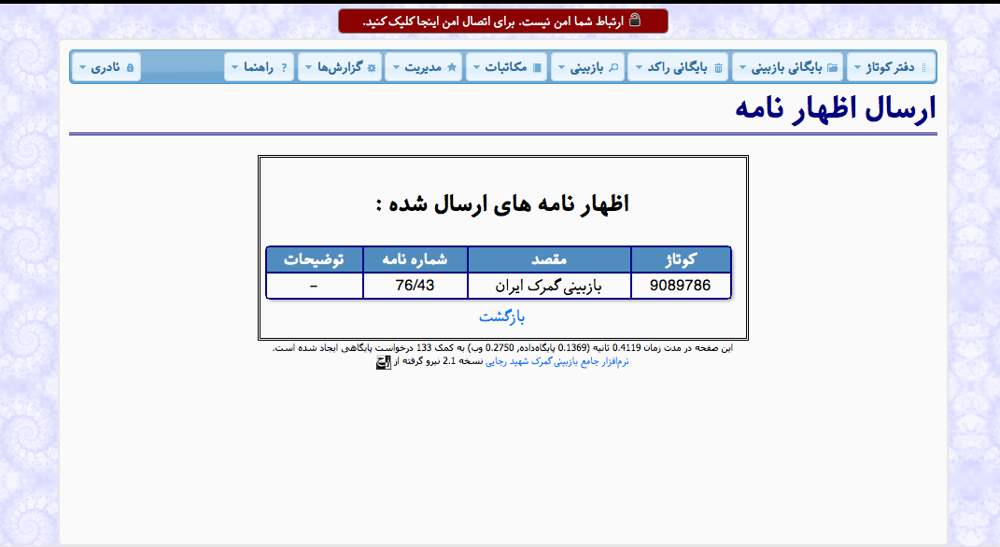 ارتباط شما امن نیست. برای اتصال امن اینجا کلیک کنید.
دفتر کوتاژ بایگانی بازبینی بایگانی راکد بازبینی مکاتبات مدیریت گزارش‌ها راهنما نادری
ارسال اظهار نامه
اظهار نامه های ارسال شده :
کوتاژ مقصد شماره نامه توضیحات
9089786 بازبینی گمرک ایران 76/43 –
بازگشت
این صفحه در مدت زمان 0.4119 ثانیه (0.1369 پایگاه‌داده, 0.2750 وب) به کمک 133 درخواست پایگاهی ایجاد شده است.
نرم‌افزار جامع بازبینی گمرک شهید رجایی نسخه 2.1 نیرو گرفته از